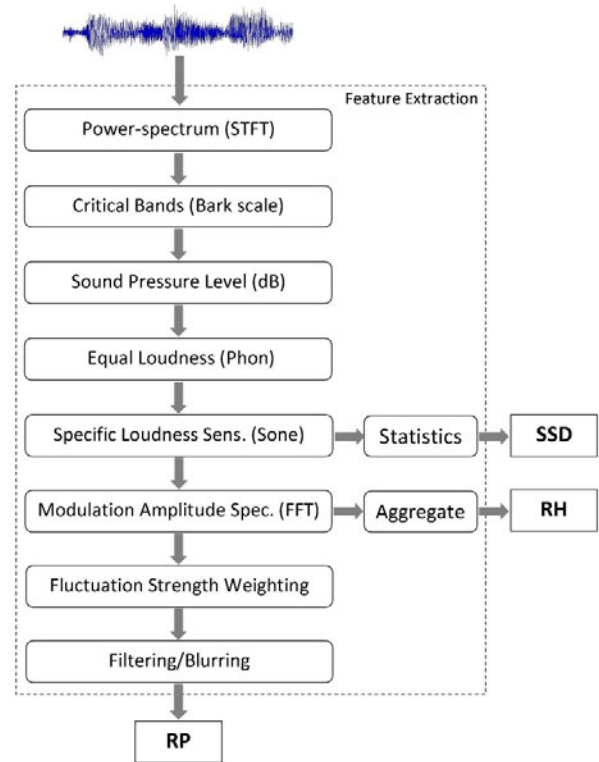 Feature Extraction
Power-spectrum (STFT)
Critical Bands (Bark scale)
Sound Pressure Level (dB)
Equal Loudness (Phon)
Specific Loudness Sens. (Sone)
Statistics
SSD
Modulation Amplitude Spec. (FFT)
Aggregate
RH
Fluctuation Strength Weighting
Filtering/Blurring
RP